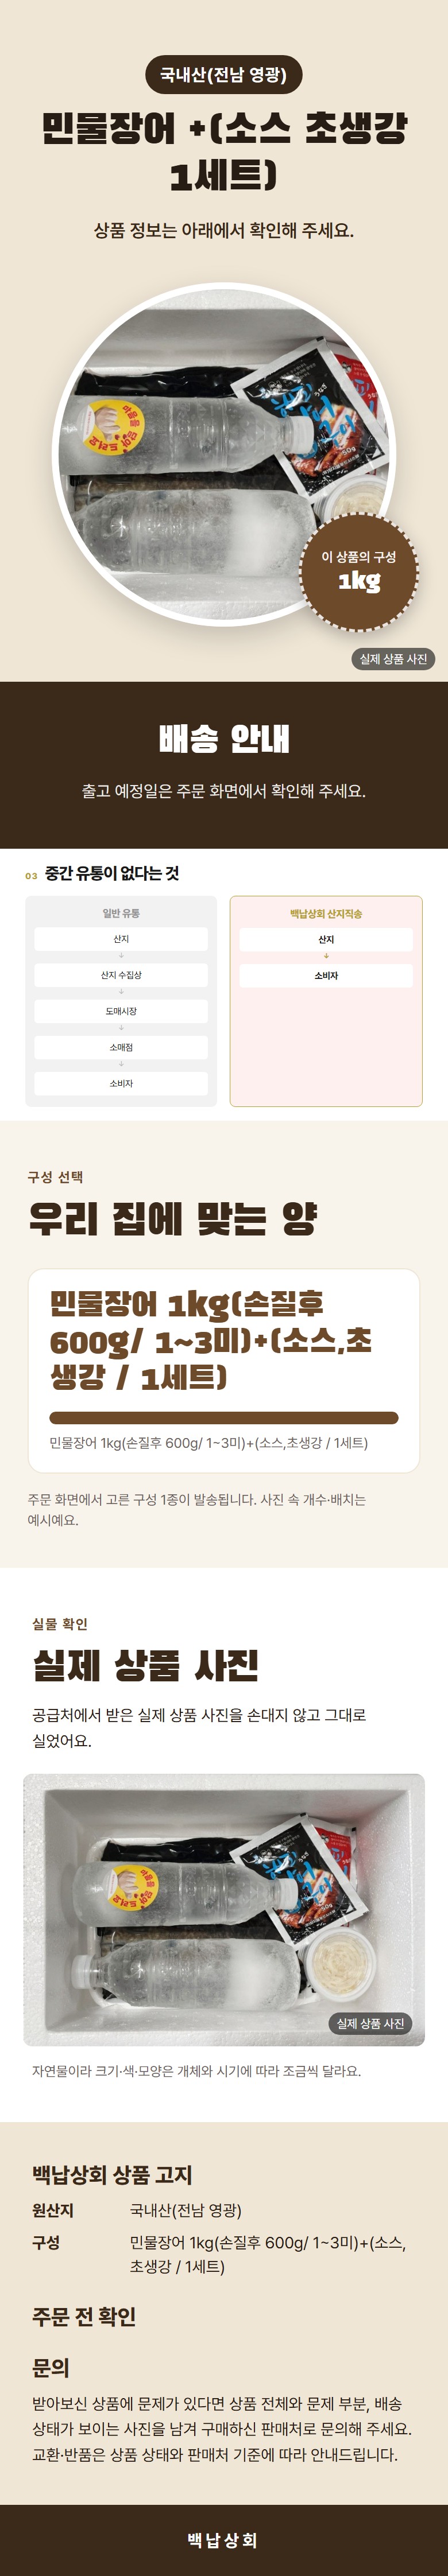 국내산(전남 영광)
민물장어 +(소스 초생강
1세트)
상품 정보는 아래에서 확인해 주세요.
마음을
담아
드려요
50g
이 상품의 구성
1kg
실제 상품 사진
배송 안내
출고 예정일은 주문 화면에서 확인해 주세요.
03 중간 유통이 없다는 것
일반 유통
산지
↓
산지 수집상
↓
도매시장
↓
소매점
↓
소비자
백납상회 산지직송
산지
↓
소비자
구성 선택
우리 집에 맞는 양
민물장어 1kg(손질후
600g/ 1~3미)+(소스,초
생강 / 1세트)
민물장어 1kg(손질후 600g/ 1~3미)+(소스,초생강 / 1세트)
주문 화면에서 고른 구성 1종이 발송됩니다. 사진 속 개수·배치는
예시예요.
실물 확인
실제 상품 사진
공급처에서 받은 실제 상품 사진을 손대지 않고 그대로
실었어요.
50g
실제 상품 사진
자연물이라 크기·색·모양은 개체와 시기에 따라 조금씩 달라요.
백납상회 상품 고지
원산지 국내산(전남 영광)
구성 민물장어 1kg(손질후 600g/ 1~3미)+(소스,
초생강 / 1세트)
주문 전 확인
문의
받아보신 상품에 문제가 있다면 상품 전체와 문제 부분, 배송
상태가 보이는 사진을 남겨 구매하신 판매처로 문의해 주세요.
교환·반품은 상품 상태와 판매처 기준에 따라 안내드립니다.
백납상회